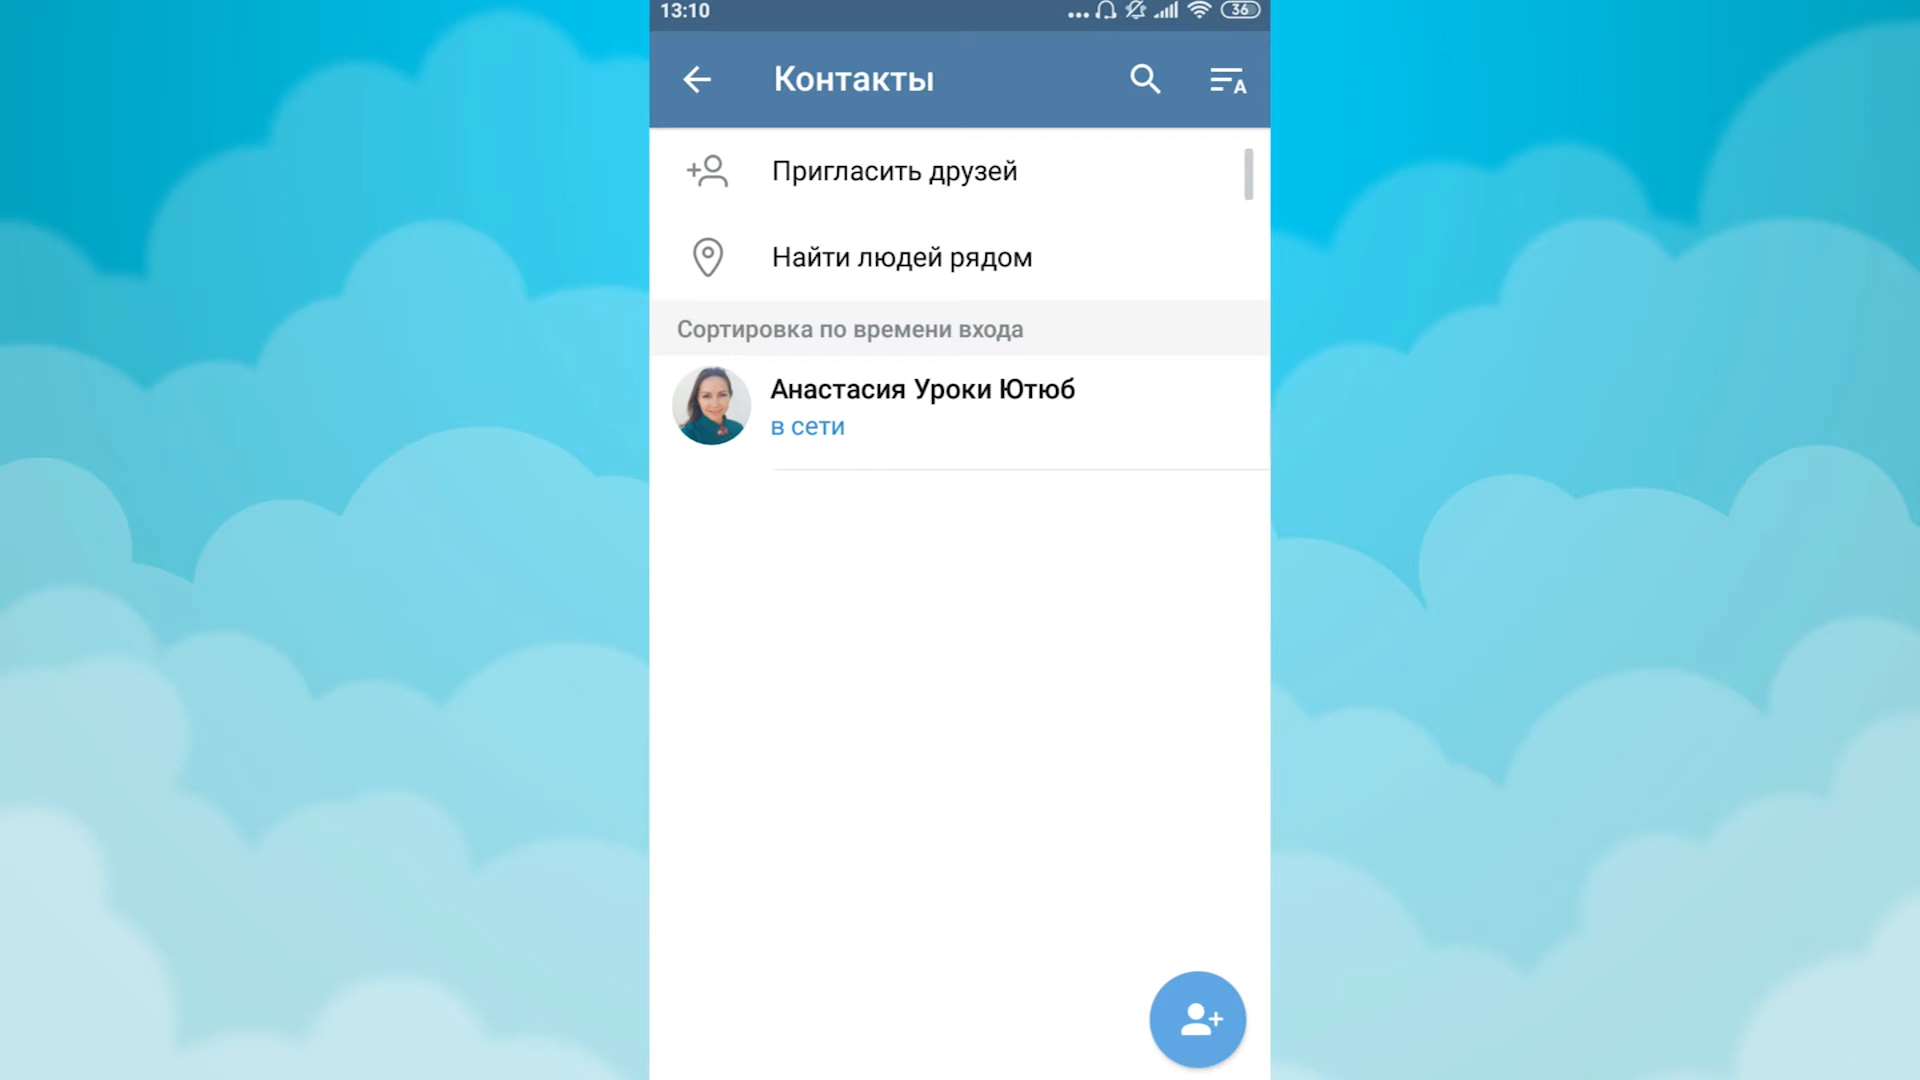 13:10
36
Контакты
Пригласить друзей
Найти людей рядом
Сортировка по времени входа
Анастасия Уроки Ютюб
в сети